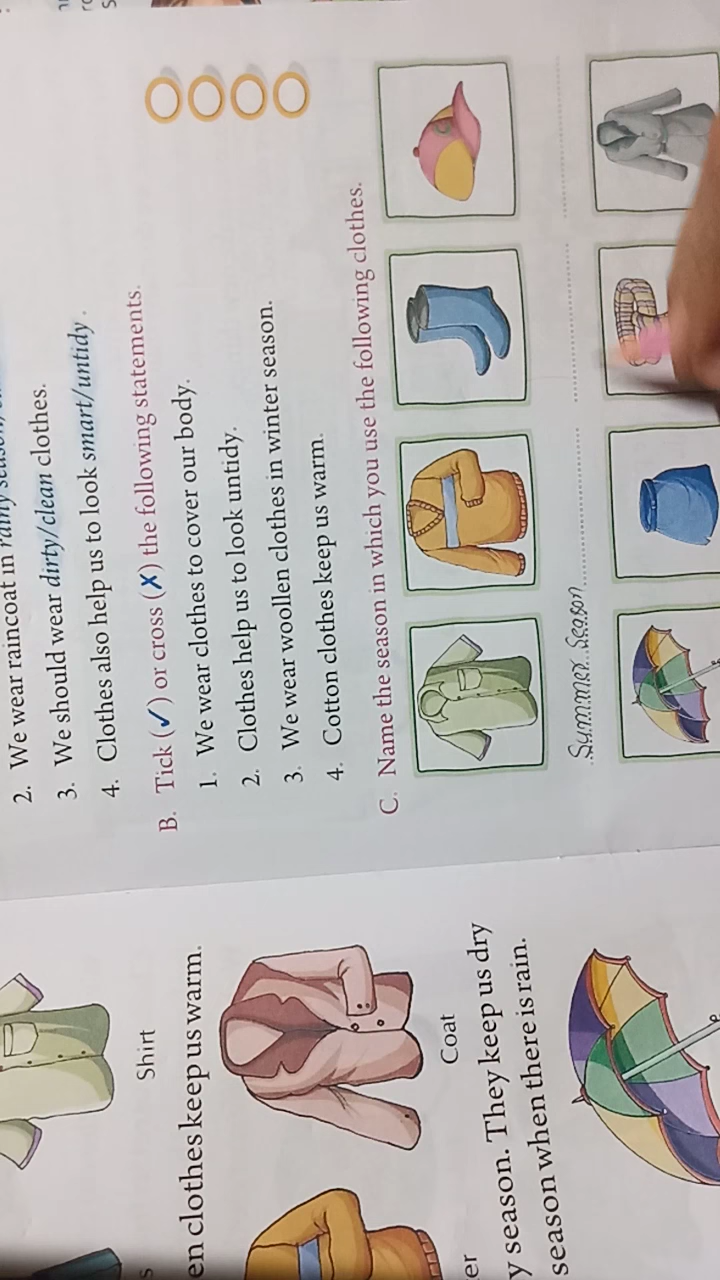 2. We wear raincoat in rainy
3. We should wear dirty/clean clothes.
4. Clothes also help us to look smart/untidy.
B. Tick (✓) or cross (✗) the following statements.
1. We wear clothes to cover our body.
2. Clothes help us to look untidy.
3. We wear woollen clothes in winter season.
4. Cotton clothes keep us warm.
C. Name the season in which you use the following clothes.
Summer Season
Shirt
en clothes keep us warm.
Coat
er
y season. They keep us dry
season when there is rain.